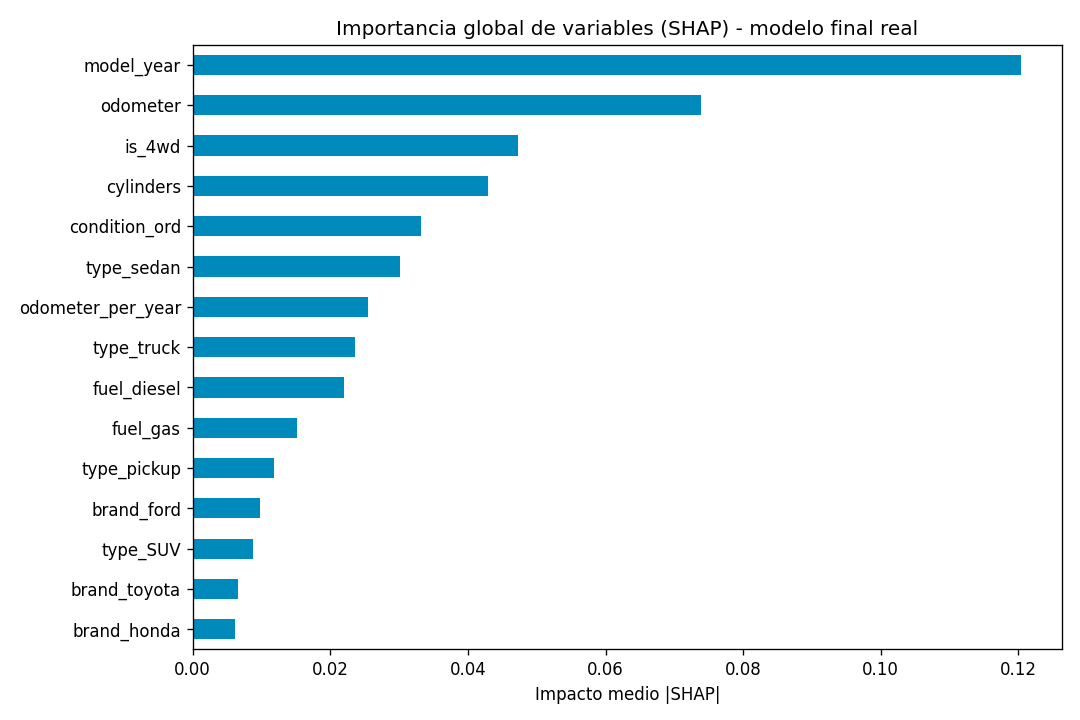 Importancia global de variables (SHAP) - modelo final real
model_year
odometer
is_4wd
cylinders
condition_ord
type_sedan
odometer_per_year
type_truck
fuel_diesel
fuel_gas
type_pickup
brand_ford
type_SUV
brand_toyota
brand_honda
0.00 0.02 0.04 0.06 0.08 0.10 0.12
Impacto medio |SHAP|